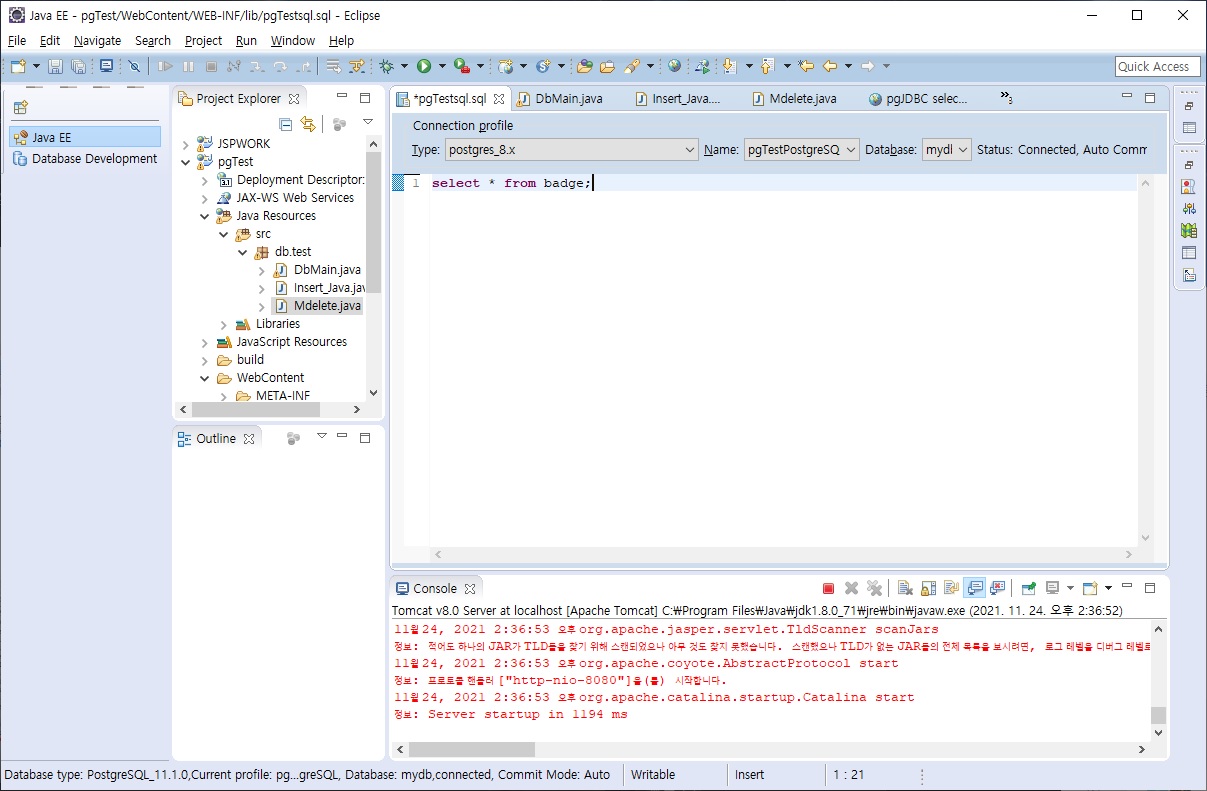 Java EE - pgTest/WebContent/WEB-INF/lib/pgTestsql.sql - Eclipse
File Edit Navigate Search Project Run Window Help
Quick Access
Java EE
Database Development
Project Explorer
JSPWORK
pgTest
Deployment Descriptor:
JAX-WS Web Services
Java Resources
src
db.test
DbMain.java
Insert_Java.jav
Mdelete.java
Libraries
JavaScript Resources
build
WebContent
META-INF
Outline
*pgTestsql.sql DbMain.java Insert_Java.... Mdelete.java pgJDBC selec... »3
Connection profile
Type: postgres_8.x Name: pgTestPostgreSQ Database: mydl Status: Connected, Auto Comm
1 select * from badge;
Console
Tomcat v8.0 Server at localhost [Apache Tomcat] C:₩Program Files₩Java₩jdk1.8.0_71₩jre₩bin₩javaw.exe (2021. 11. 24. 오후 2:36:52)
11월 24, 2021 2:36:53 오후 org.apache.jasper.servlet.TldScanner scanJars
정보: 적어도 하나의 JAR가 TLD들을 찾기 위해 스캔되었으나 아무 것도 찾지 못했습니다. 스캔했으나 TLD가 없는 JAR들의 전체 목록을 보시려면, 로그 레벨을 디버그 레벨로
11월 24, 2021 2:36:53 오후 org.apache.coyote.AbstractProtocol start
정보: 프로토콜 핸들러 ["http-nio-8080"]을(를) 시작합니다.
11월 24, 2021 2:36:53 오후 org.apache.catalina.startup.Catalina start
정보: Server startup in 1194 ms
Database type: PostgreSQL_11.1.0,Current profile: pg...greSQL, Database: mydb,connected, Commit Mode: Auto Writable Insert 1 : 21